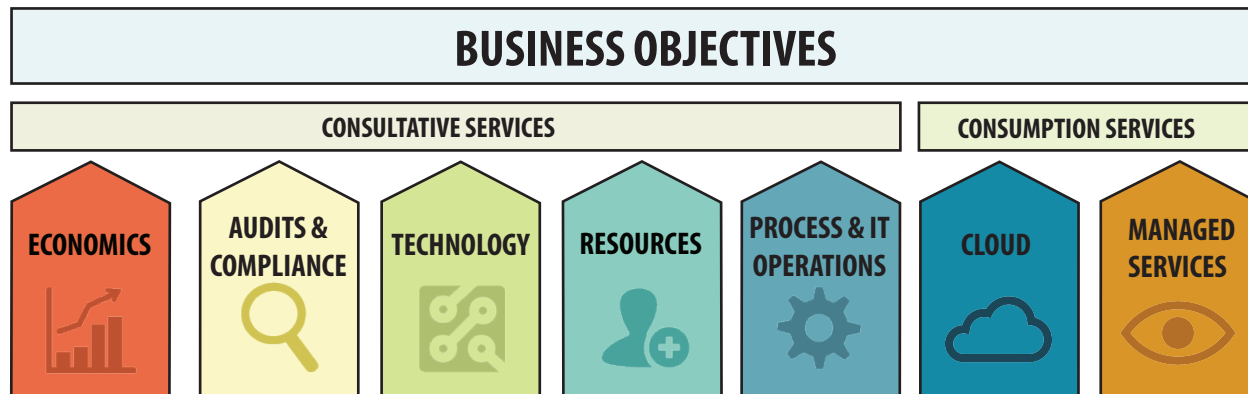 BUSINESS OBJECTIVES
CONSULTATIVE SERVICES
CONSUMPTION SERVICES
ECONOMICS
AUDITS &
COMPLIANCE
TECHNOLOGY
RESOURCES
PROCESS & IT
OPERATIONS
CLOUD
MANAGED
SERVICES